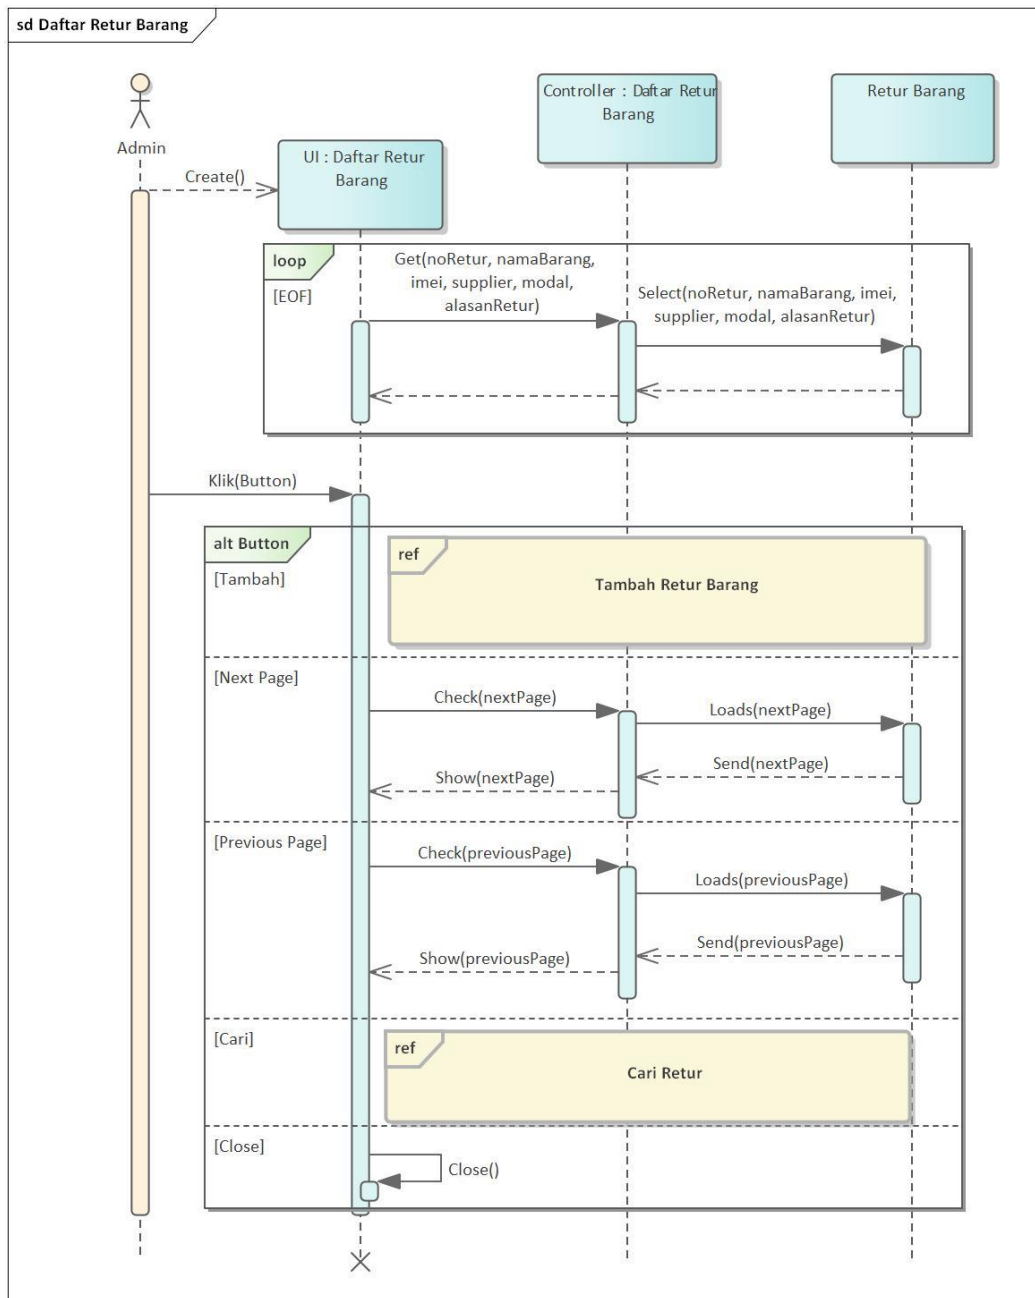 sd Daftar Retur Barang
Admin
Create()
UI : Daftar Retur
Barang
Controller : Daftar Retur
Barang
Retur Barang
loop
[EOF]
Get(noRetur, namaBarang,
imei, supplier, modal,
alasanRetur)
Select(noRetur, namaBarang, imei,
supplier, modal, alasanRetur)
Klik(Button)
alt Button
[Tambah]
ref
Tambah Retur Barang
[Next Page]
Check(nextPage)
Loads(nextPage)
Send(nextPage)
Show(nextPage)
[Previous Page]
Check(previousPage)
Loads(previousPage)
Send(previousPage)
Show(previousPage)
[Cari]
ref
Cari Retur
[Close]
Close()